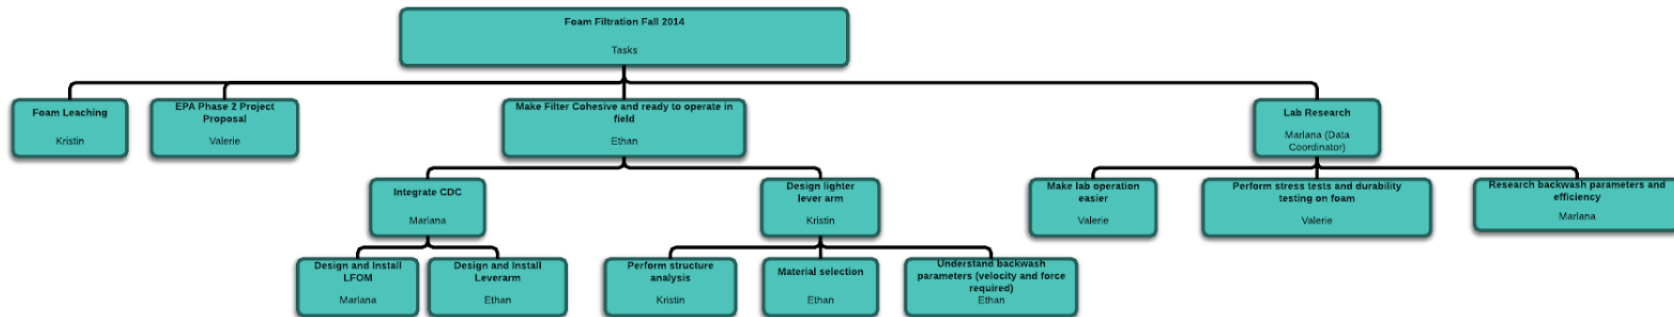 Foam Filtration Fall 2014
Tasks
Foam Leaching
Kristin
EPA Phase 2 Project
Proposal
Valerie
Make Filter Cohesive and ready to operate in
field
Ethan
Lab Research
Marlana (Data
Coordinator)
Integrate CDC
Marlana
Design lighter
lever arm
Kristin
Make lab operation
easier
Valerie
Perform stress tests and durability
testing on foam
Valerie
Research backwash parameters and
efficiency
Marlana
Design and Install
LFOM
Marlana
Design and Install
Leverarm
Ethan
Perform structure
analysis
Kristin
Material selection
Ethan
Understand backwash
parameters (velocity and force
required)
Ethan